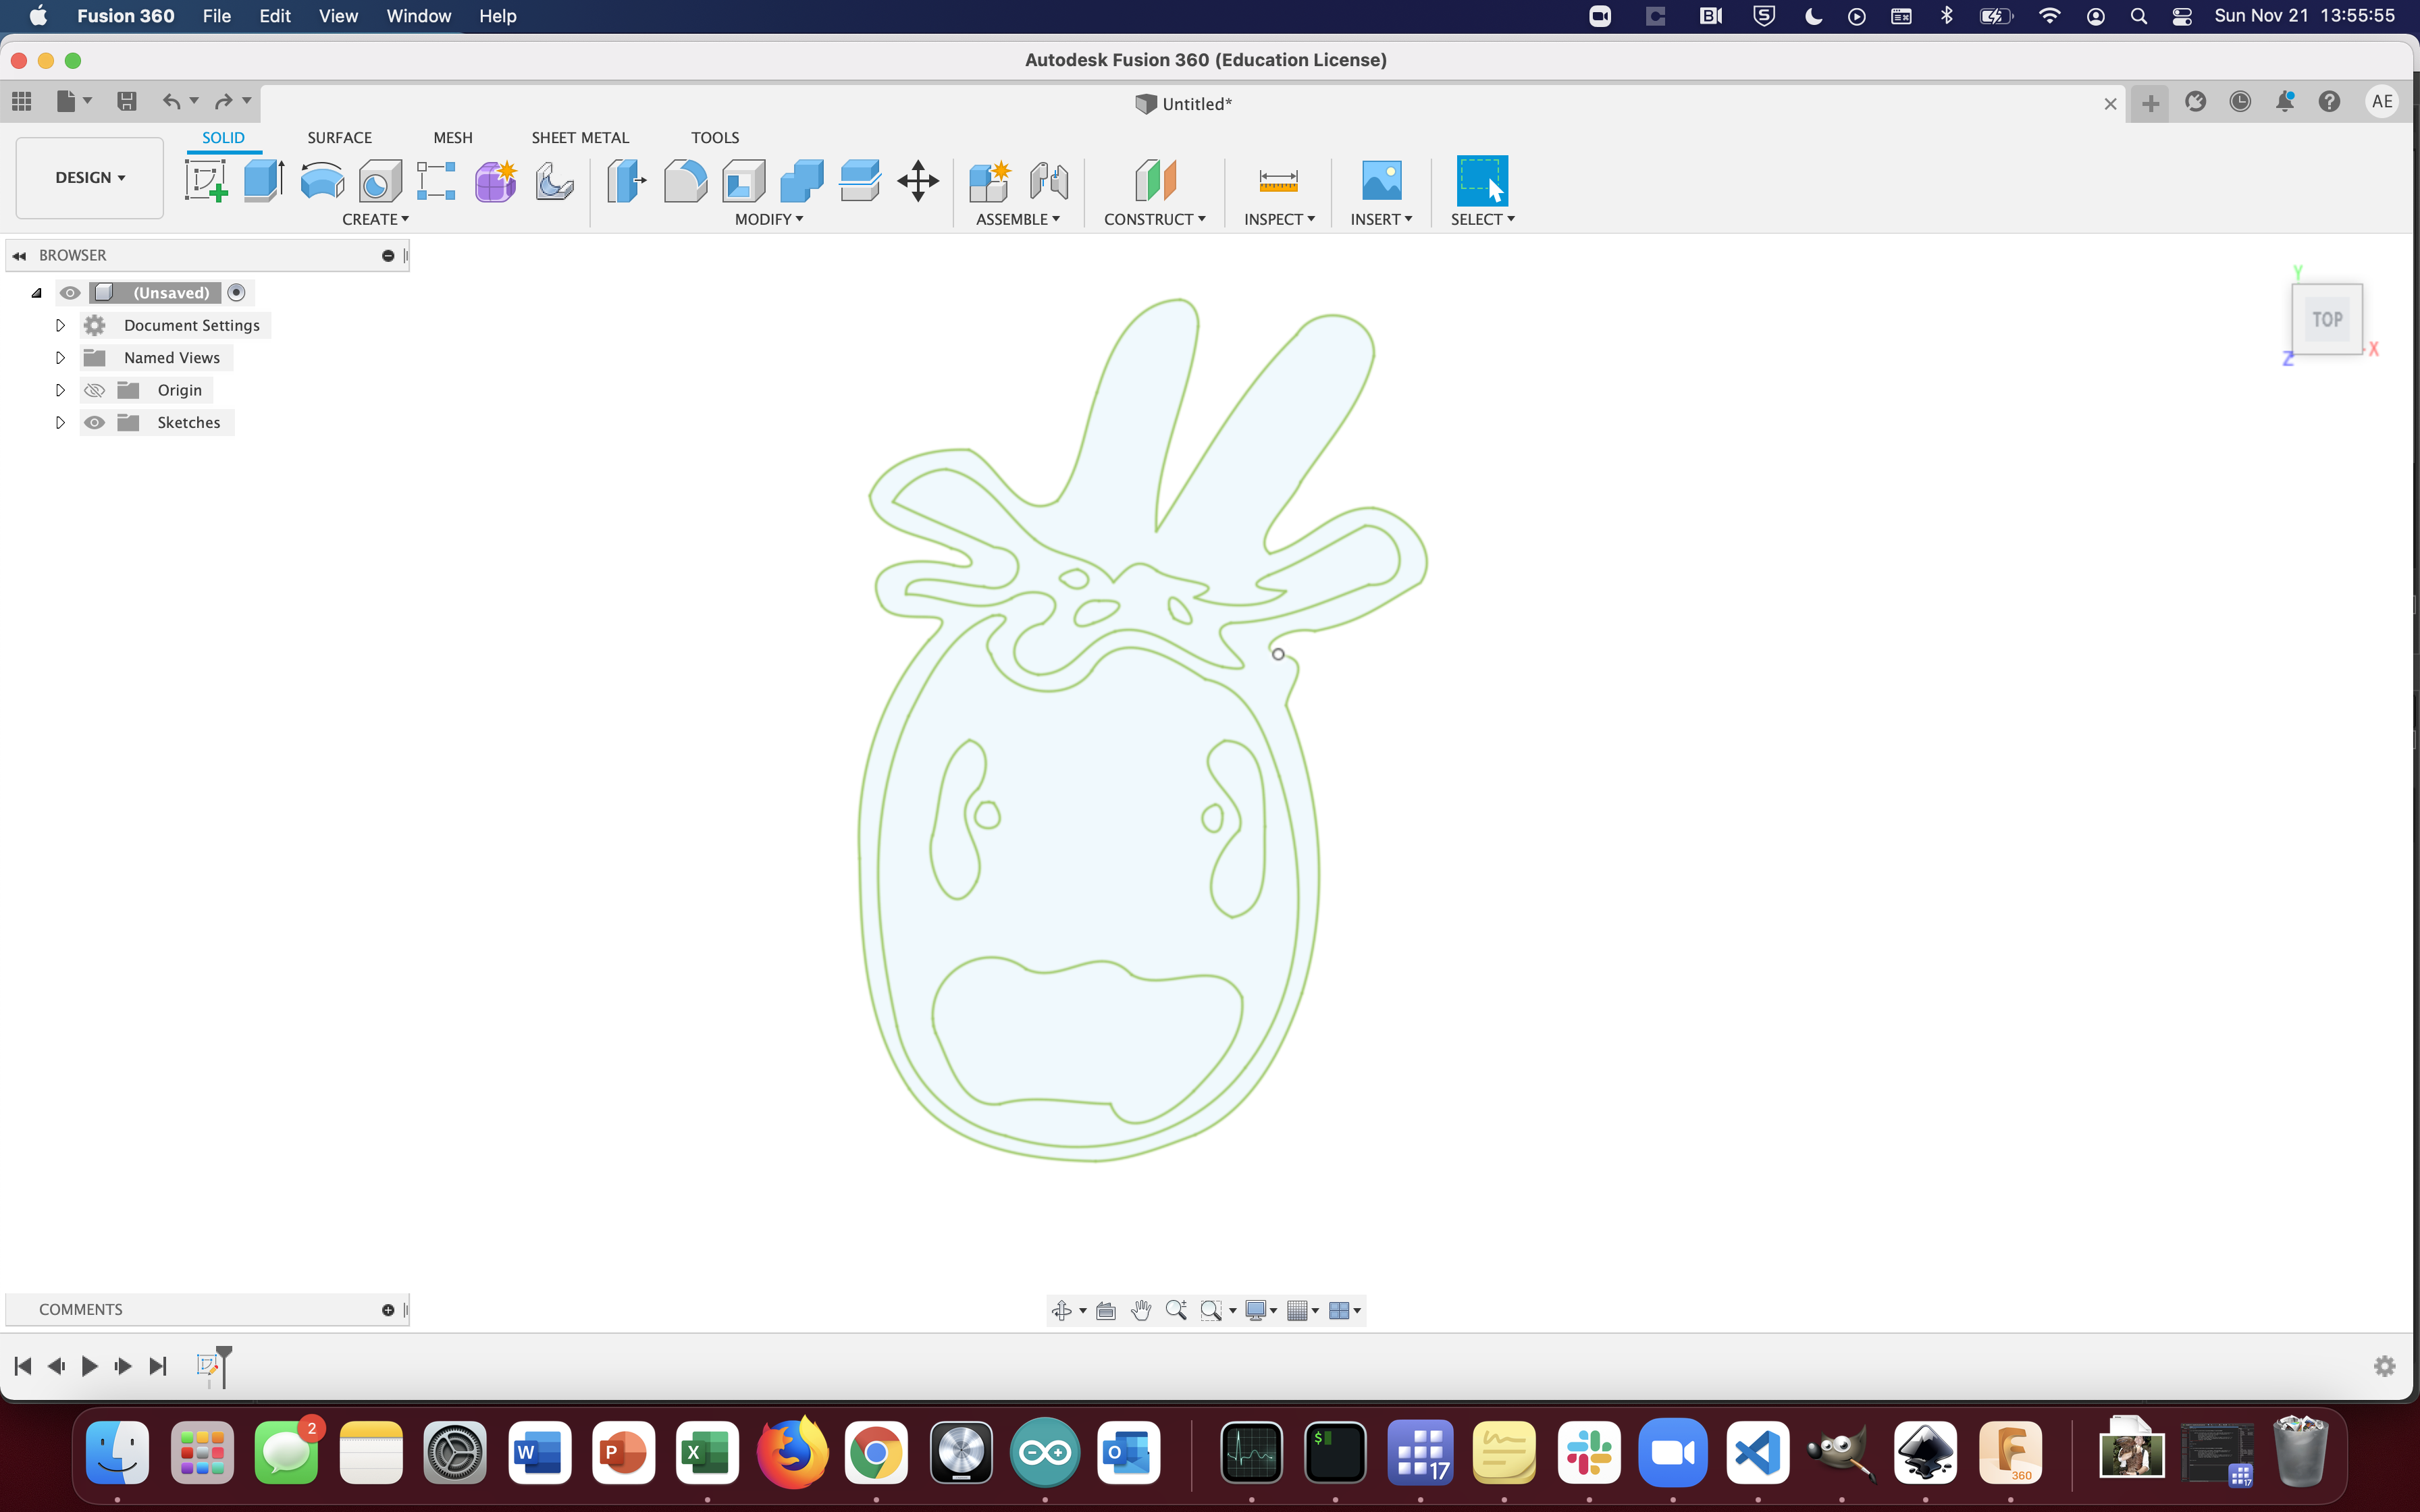 Fusion 360 File Edit View Window Help Sun Nov 21 13:55:55
Autodesk Fusion 360 (Education License)
Untitled* AE
SOLID SURFACE MESH SHEET METAL TOOLS
DESIGN
CREATE MODIFY ASSEMBLE CONSTRUCT INSPECT INSERT SELECT
BROWSER
(Unsaved)
Document Settings
Named Views
Origin
Sketches
Y
TOP
X
Z
COMMENTS
2
W P X O $ 17 360
17